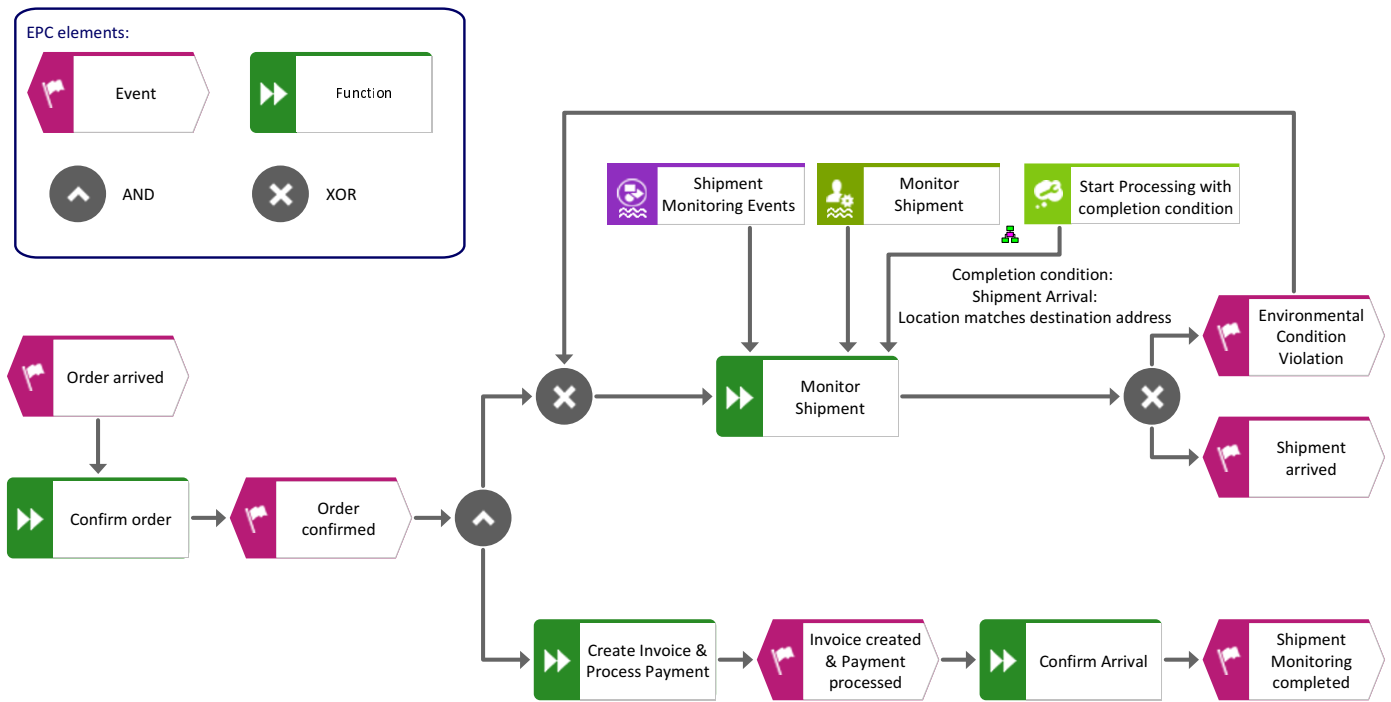 EPC elements:
Event
Function
AND
XOR
Shipment
Monitoring Events
Monitor
Shipment
Start Processing with
completion condition
Completion condition:
Shipment Arrival:
Location matches destination address
Environmental
Condition
Violation
Order arrived
Monitor
Shipment
Shipment
arrived
Confirm order
Order
confirmed
Create Invoice &
Process Payment
Invoice created
& Payment
processed
Confirm Arrival
Shipment
Monitoring
completed